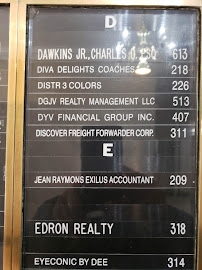 D
DAWKINS JR., CHARLES O, ESQ 613
DIVA DELIGHTS COACHES 218
DISTR 3 COLORS 226
DGJV REALTY MANAGEMENT LLC 513
DYV FINANCIAL GROUP INC. 407
DISCOVER FREIGHT FORWARDER CORP. 311
E
JEAN RAYMONS EXILUS ACCOUNTANT 209
EDRON REALTY 318
EYECONIC BY DEE 314